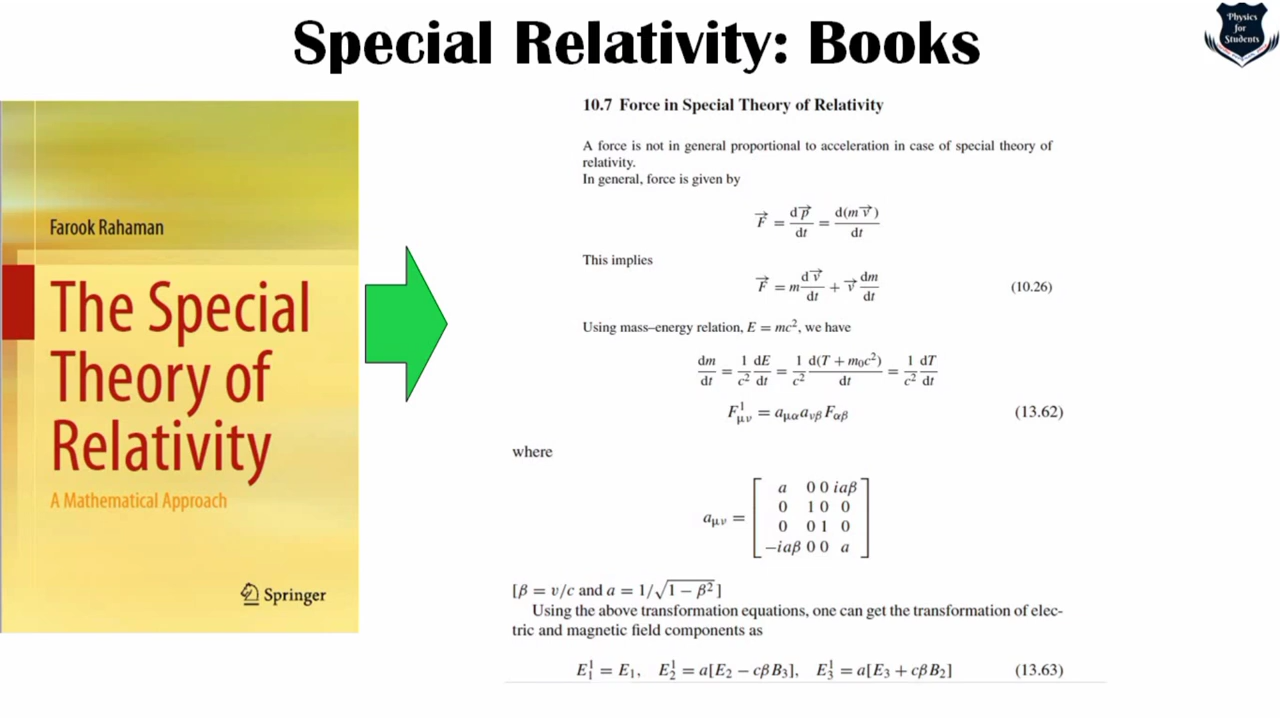 Special Relativity: Books
Physics
for
Students
Farook Rahaman
The Special
Theory of
Relativity
A Mathematical Approach
Springer
10.7 Force in Special Theory of Relativity
A force is not in general proportional to acceleration in case of special theory of
relativity.
In general, force is given by
F⃗ = dp⃗/dt = d(mv⃗)/dt
This implies
F⃗ = m dv⃗/dt + v⃗ dm/dt (10.26)
Using mass–energy relation, E = mc², we have
dm/dt = 1/c² dE/dt = 1/c² d(T + m₀c²)/dt = 1/c² dT/dt
F¹μν = aμα aνβ Fαβ (13.62)
where
aμν = [
a 0 0 iaβ
0 1 0 0
0 0 1 0
−iaβ 0 0 a
]
[β = v/c and a = 1/√(1 − β²)]
Using the above transformation equations, one can get the transformation of elec-
tric and magnetic field components as
E₁¹ = E₁, E₂¹ = a[E₂ − cβB₃], E₃¹ = a[E₃ + cβB₂] (13.63)